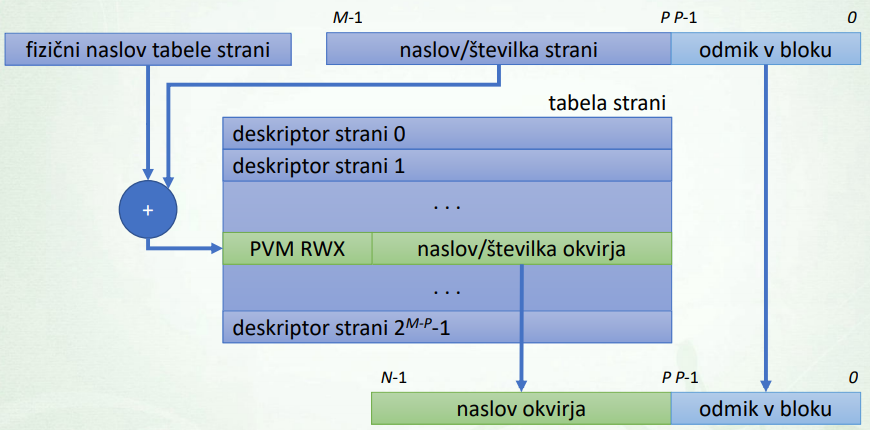 M-1 P P-1 0
fizični naslov tabele strani naslov/številka strani odmik v bloku
tabela strani
deskriptor strani 0
deskriptor strani 1
. . .
+
PVM RWX naslov/številka okvirja
. . .
deskriptor strani 2^M-P-1
N-1 P P-1 0
naslov okvirja odmik v bloku